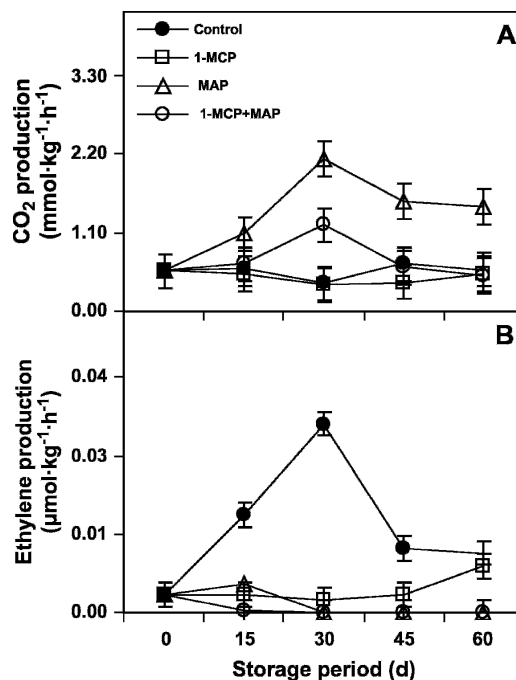 A
Control
1-MCP
MAP
1-MCP+MAP
3.30
2.20
1.10
0.00
CO₂ production
(mmol·kg⁻¹·h⁻¹)
B
0.04
0.03
0.01
0.00
Ethylene production
(µmol·kg⁻¹·h⁻¹)
0 15 30 45 60
Storage period (d)